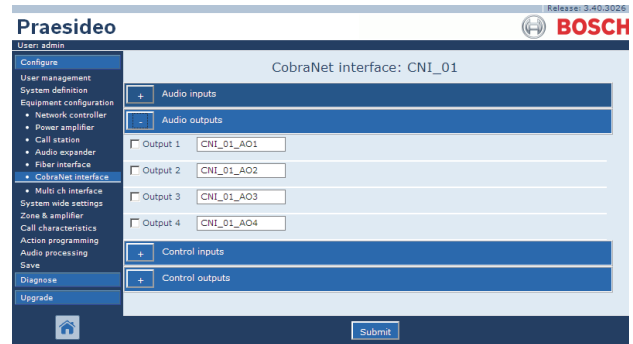 Release: 3.40.3026
Praesideo
BOSCH
User: admin
Configure
User management
System definition
Equipment configuration
• Network controller
• Power amplifier
• Call station
• Audio expander
• Fiber interface
• CobraNet interface
• Multi ch interface
System wide settings
Zone & amplifier
Call characteristics
Action programming
Audio processing
Save
Diagnose
Upgrade
CobraNet interface: CNI_01
+ Audio inputs
- Audio outputs
Output 1 CNI_01_AO1
Output 2 CNI_01_AO2
Output 3 CNI_01_AO3
Output 4 CNI_01_AO4
+ Control inputs
+ Control outputs
Submit